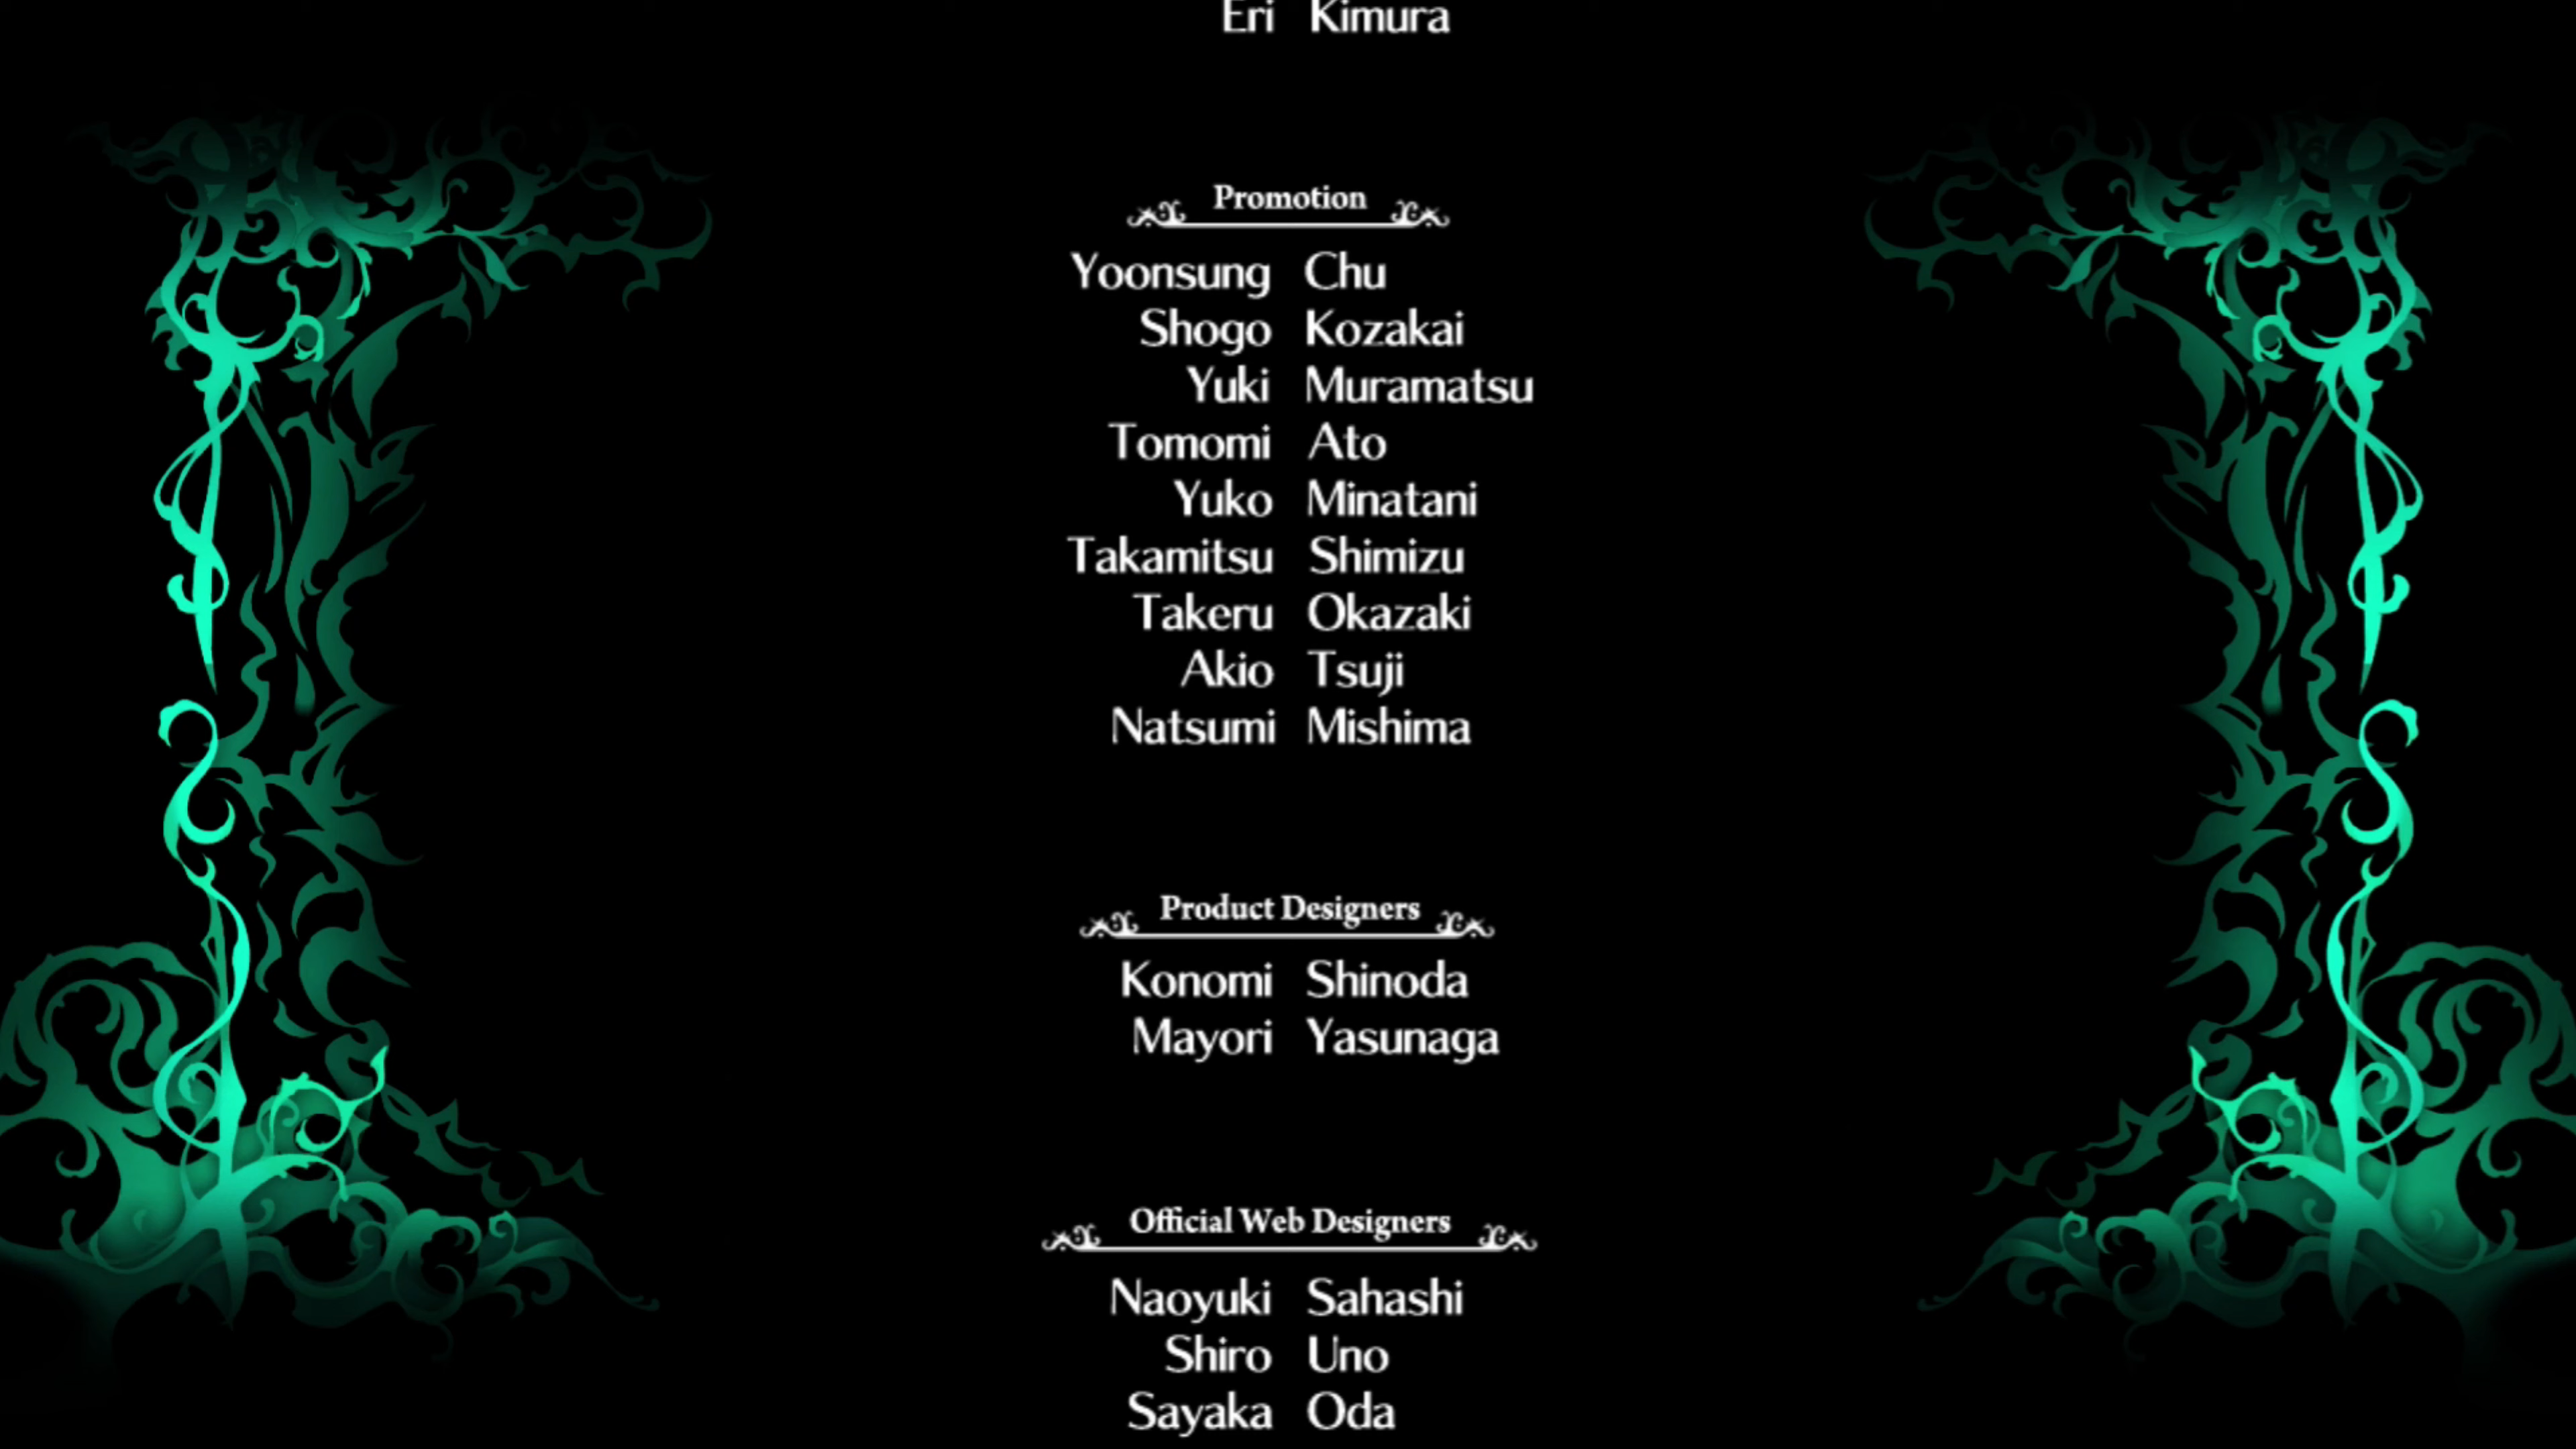 Eri Kimura
Promotion
Yoonsung Chu
Shogo Kozakai
Yuki Muramatsu
Tomomi Ato
Yuko Minatani
Takamitsu Shimizu
Takeru Okazaki
Akio Tsuji
Natsumi Mishima
Product Designers
Konomi Shinoda
Mayori Yasunaga
Official Web Designers
Naoyuki Sahashi
Shiro Uno
Sayaka Oda